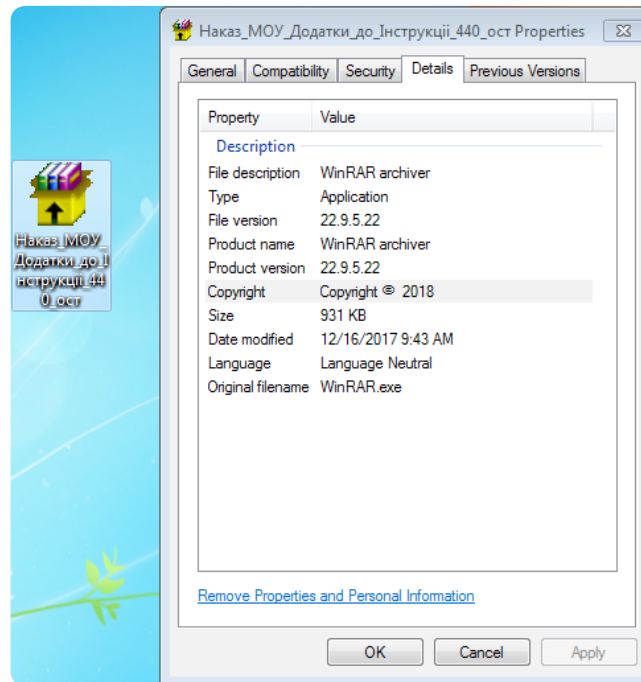 Наказ_МОУ_Додатки_до_Інструкціі_440_ост Properties
General Compatibility Security Details Previous Versions
Property Value
Description
File description WinRAR archiver
Type Application
File version 22.9.5.22
Product name WinRAR archiver
Product version 22.9.5.22
Copyright Copyright © 2018
Size 931 KB
Date modified 12/16/2017 9:43 AM
Language Language Neutral
Original filename WinRAR.exe
Remove Properties and Personal Information
OK Cancel Apply
Наказ_МОУ_
Додатки_до_І
нструкціі_44
0_ост